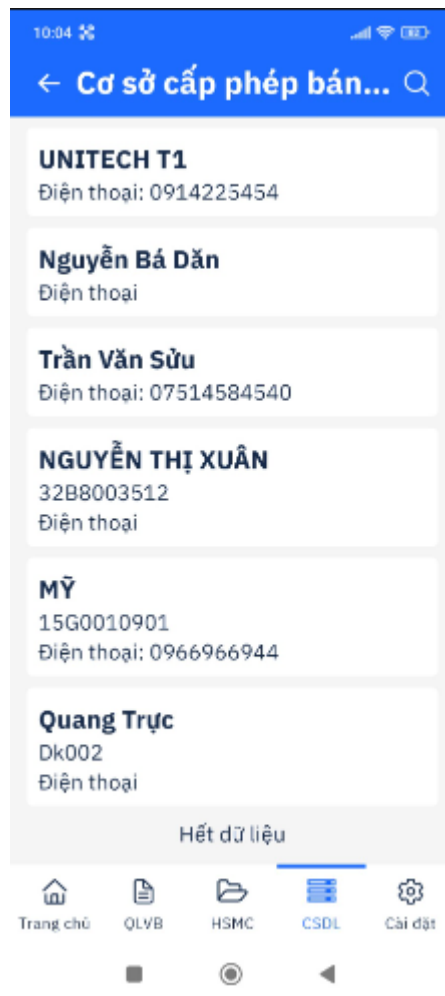 10:04
82
Cơ sở cấp phép bán...
UNITECH T1
Điện thoại: 0914225454
Nguyễn Bá Dăn
Điện thoại
Trần Văn Sửu
Điện thoại: 07514584540
NGUYỄN THỊ XUÂN
32B8003512
Điện thoại
MỸ
15G0010901
Điện thoại: 0966966944
Quang Trực
Dk002
Điện thoại
Hết dữ liệu
Trang chủ QLVB HSMC CSDL Cài đặt